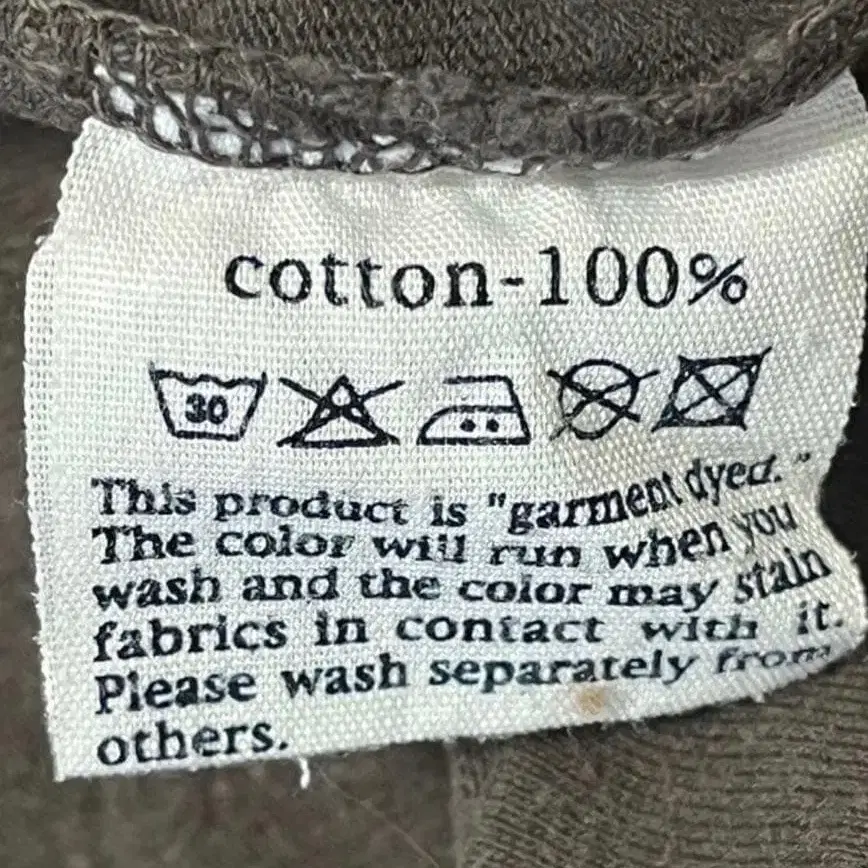 cotton-100%
30
This product is "garment dyed."
The color will run when you
wash and the color may stain
fabrics in contact with it.
Please wash separately from
others.